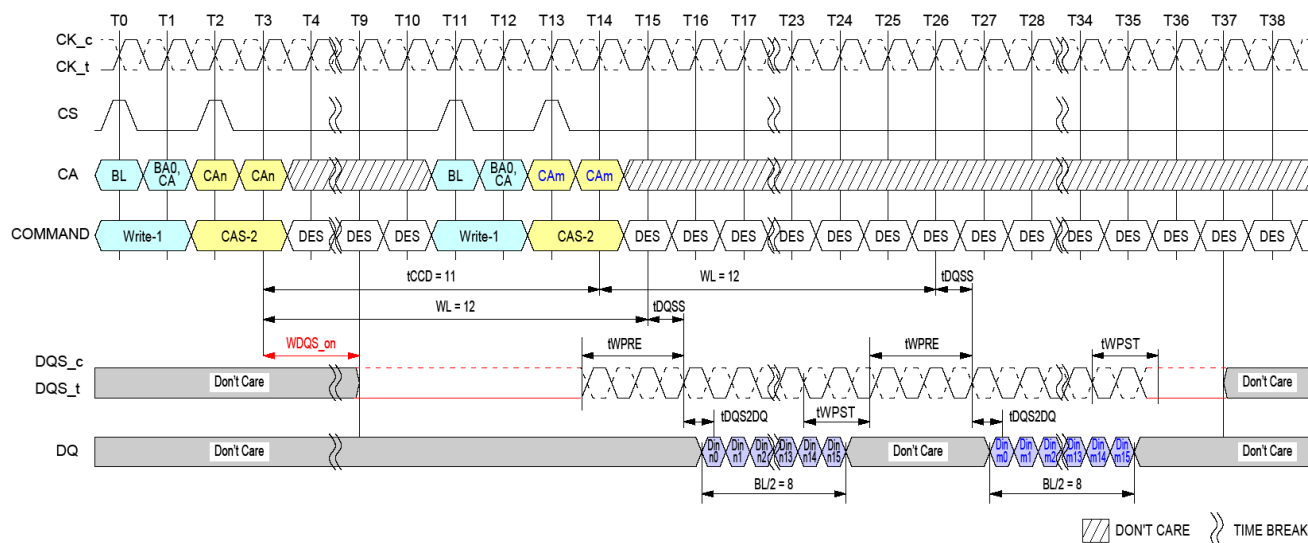 T0 T1 T2 T3 T4 T9 T10 T11 T12 T13 T14 T15 T16 T17 T23 T24 T25 T26 T27 T28 T34 T35 T36 T37 T38
CK_c
CK_t
CS
CA BL BA0, CA CAn CAn BL BA0, CA CAm CAm
COMMAND Write-1 CAS-2 DES DES DES Write-1 CAS-2 DES DES DES DES DES DES DES DES DES DES DES DES DES DES
tCCD = 11 WL = 12 tDQSS
WL = 12 tDQSS
WDQS_on tWPRE tWPRE tWPST
DQS_c
DQS_t Don't Care Don't Care
tDQS2DQ tWPST tDQS2DQ
DQ Don't Care Din n0 Din n1 Din n2 Din n13 Din n14 Din n15 Don't Care Din m0 Din m1 Din m2 Din m13 Din m14 Din m15 Don't Care
BL/2 = 8 BL/2 = 8
DON'T CARE TIME BREAK